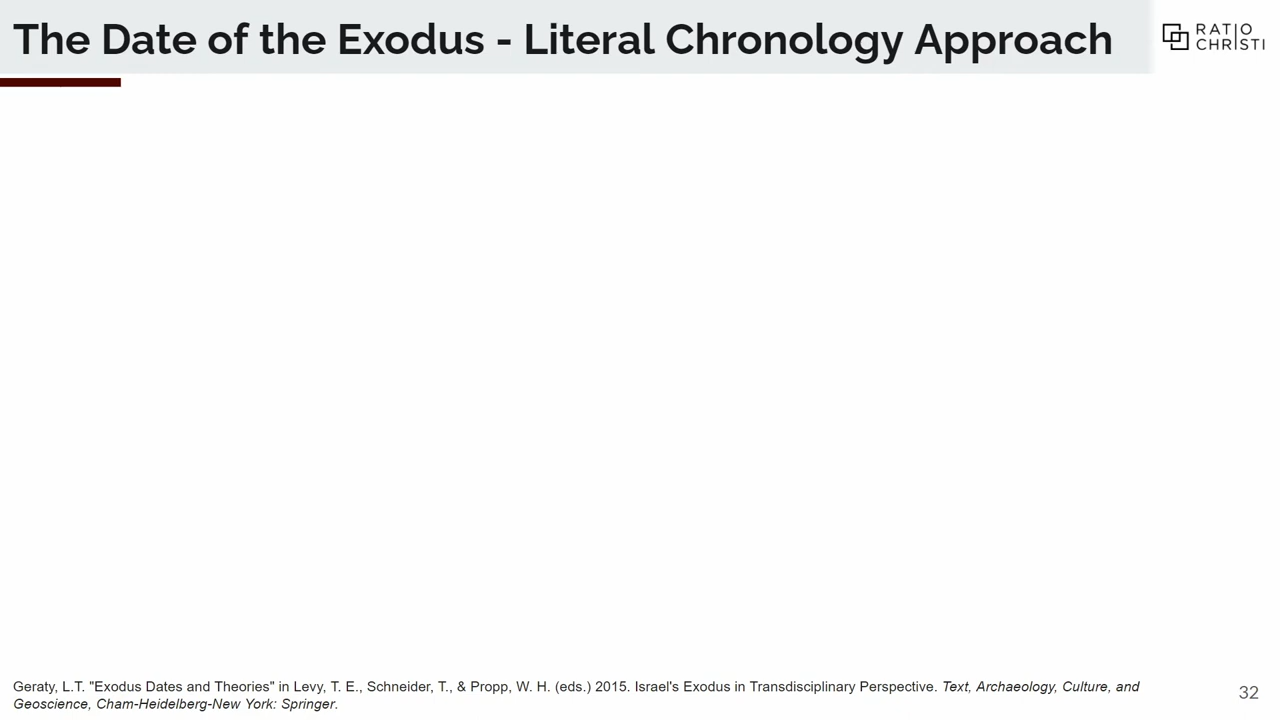 The Date of the Exodus - Literal Chronology Approach
RATIO
CHRISTI
Geraty, L.T. "Exodus Dates and Theories" in Levy, T. E., Schneider, T., & Propp, W. H. (eds.) 2015. Israel's Exodus in Transdisciplinary Perspective. Text, Archaeology, Culture, and
Geoscience, Cham-Heidelberg-New York: Springer.
32